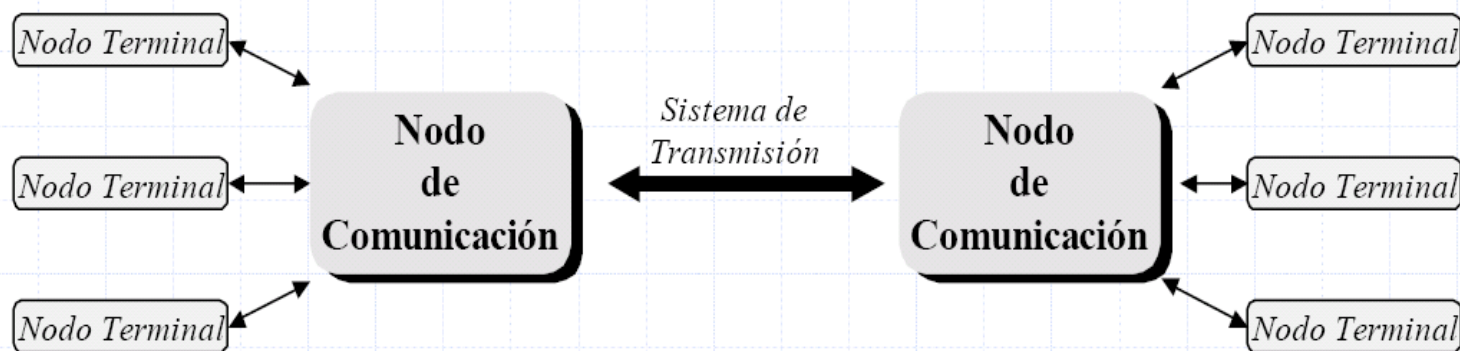 Nodo Terminal
Nodo Terminal
Nodo Terminal
Nodo
de
Comunicación
Sistema de
Transmisión
Nodo
de
Comunicación
Nodo Terminal
Nodo Terminal
Nodo Terminal